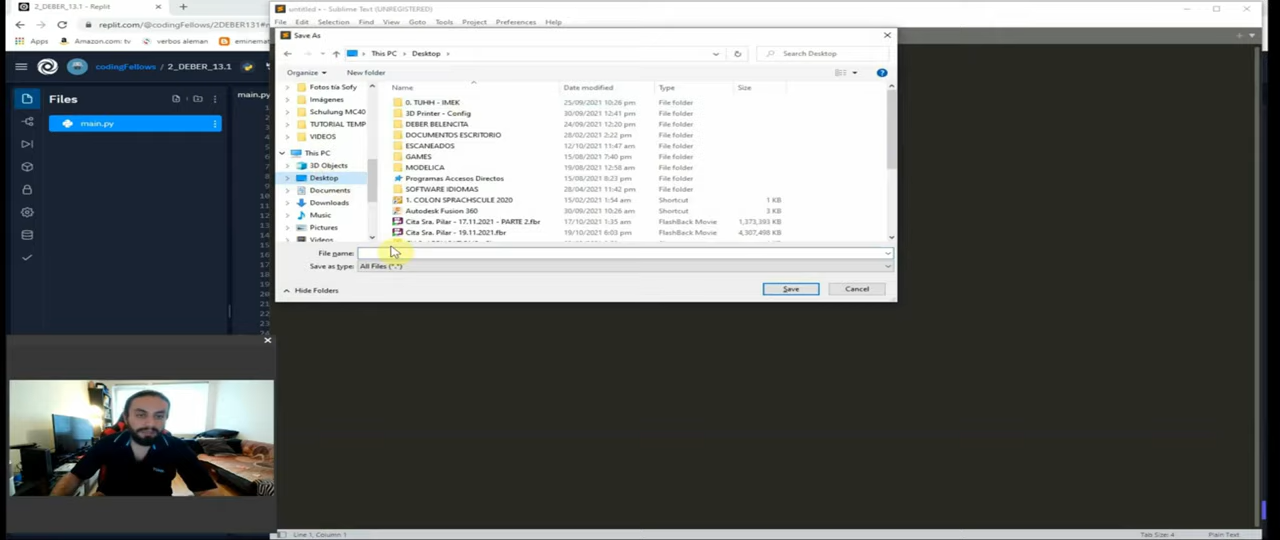 2_DEBER_13.1 - Replit
untitled • - Sublime Text (UNREGISTERED)
File Edit Selection Find View Goto Tools Project Preferences Help
replit.com/@codingFellows/2DEBER131#
Apps Amazon.com: tv verbos aleman eminem
Save As
This PC > Desktop >
Search Desktop
Organize New folder
codingFellows / 2_DEBER_13.1
Files
main.py
main.py
Fotos tía Sofy
Imágenes
Schulung MC40
TUTORIAL TEMP
VIDEOS
This PC
3D Objects
Desktop
Documents
Downloads
Music
Pictures
Videos
Name Date modified Type Size
0. TUHH - IMEK 25/09/2021 10:26 pm File folder
3D Printer - Config 30/09/2021 12:41 pm File folder
DEBER BELENCITA 24/09/2021 12:20 pm File folder
DOCUMENTOS ESCRITORIO 28/02/2021 2:22 pm File folder
ESCANEADOS 12/10/2021 11:47 am File folder
GAMES 15/08/2021 7:40 pm File folder
MODELICA 19/08/2021 12:58 am File folder
Programas Accesos Directos 15/08/2021 8:23 pm File folder
SOFTWARE IDIOMAS 28/04/2021 11:42 pm File folder
1. COLON SPRACHSCULE 2020 15/02/2021 1:54 am Shortcut 1 KB
Autodesk Fusion 360 30/09/2021 10:26 am Shortcut 3 KB
Cita Sra. Pilar - 17.11.2021 - PARTE 2.fbr 17/10/2021 1:35 am FlashBack Movie 1,373,393 KB
Cita Sra. Pilar - 19.11.2021.fbr 19/10/2021 6:03 pm FlashBack Movie 4,307,498 KB
File name:
Save as type: All Files (*.*)
Hide Folders
Save
Cancel
Line 1, Column 1
Tab Size: 4
Plain Text